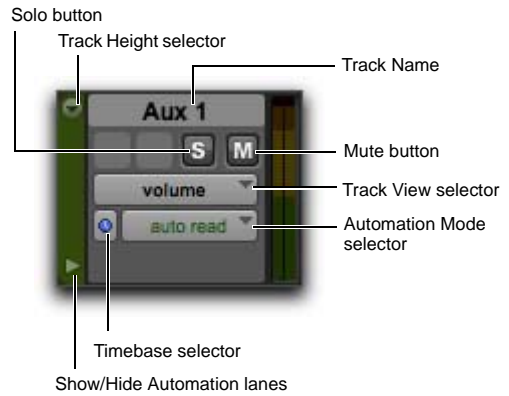 Solo button
Track Height selector
Track Name
Aux 1
S M
Mute button
volume
Track View selector
auto read
Automation Mode
selector
Timebase selector
Show/Hide Automation lanes